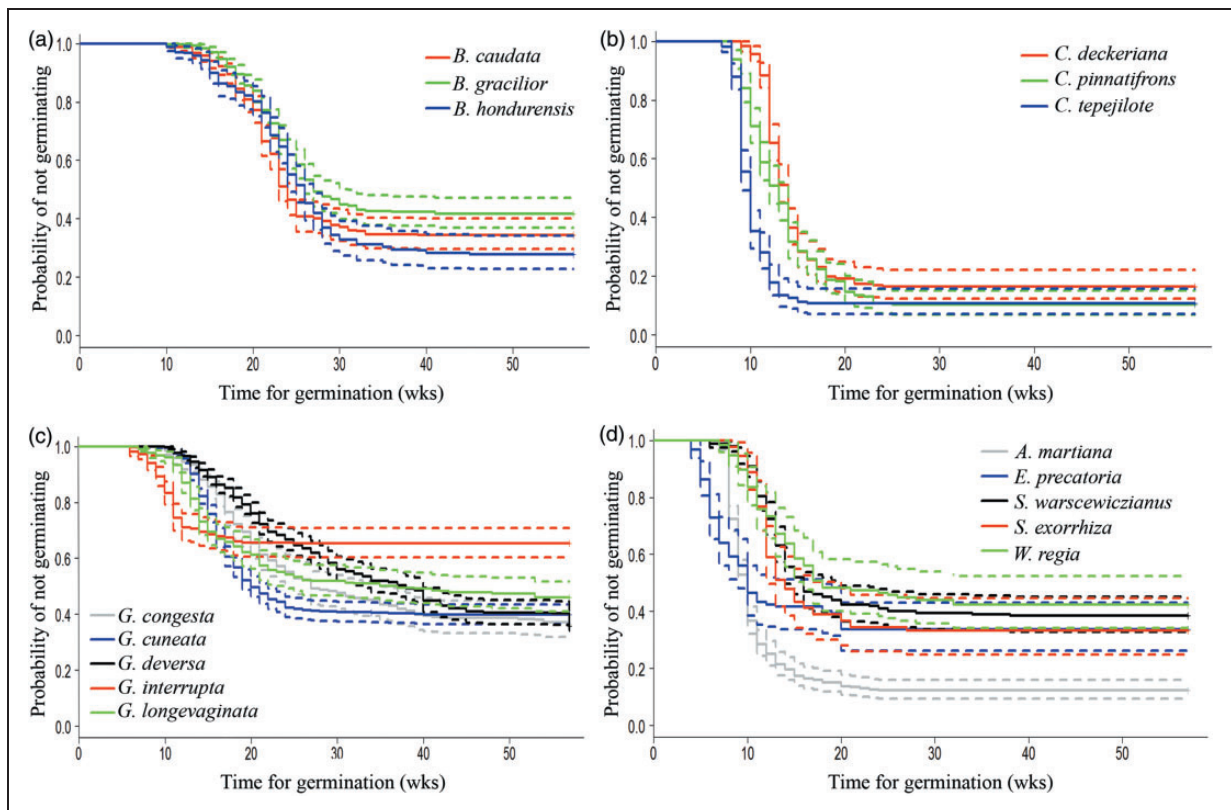 (a)
Probability of not germinating
1.0
0.8
0.6
0.4
0.2
0.0
B. caudata
B. gracilior
B. hondurensis
0 10 20 30 40 50
Time for germination (wks)
(b)
Probability of not germinating
1.0
0.8
0.6
0.4
0.2
0.0
C. deckeriana
C. pinnatifrons
C. tepejilote
0 10 20 30 40 50
Time for germination (wks)
(c)
Probability of not germinating
1.0
0.8
0.6
0.4
0.2
0.0
G. congesta
G. cuneata
G. deversa
G. interrupta
G. longevaginata
0 10 20 30 40 50
Time for germination (wks)
(d)
Probability of not germinating
1.0
0.8
0.6
0.4
0.2
0.0
A. martiana
E. precatoria
S. warscewiczianus
S. exorrhiza
W. regia
0 10 20 30 40 50
Time for germination (wks)